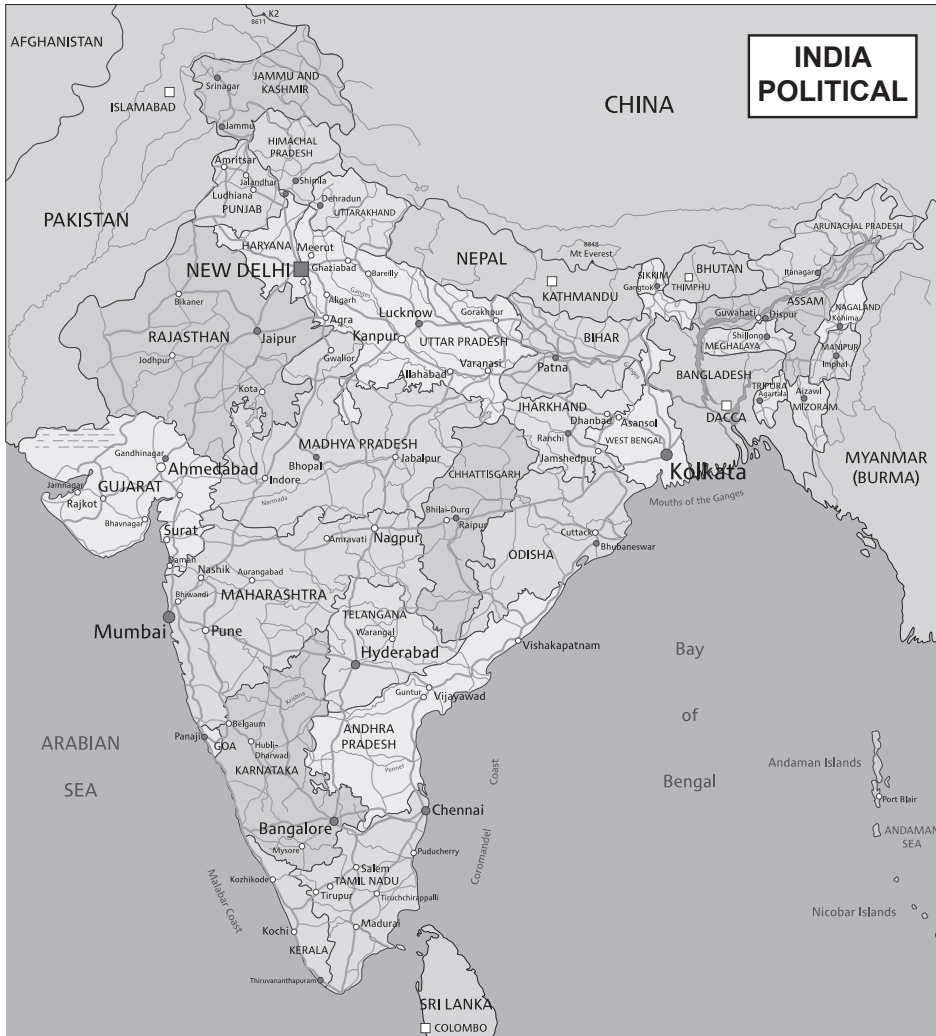 INDIA
POLITICAL
K2
8611
AFGHANISTAN
JAMMU AND
KASHMIR
Srinagar
ISLAMABAD
CHINA
Jammu
HIMACHAL
PRADESH
Amritsar
Jalandhar
Shimla
Ludhiana
PUNJAB
Dehradun
UTTARAKHAND
PAKISTAN
ARUNACHAL PRADESH
HARYANA
Meerut
NEPAL
8848
Mt Everest
NEW DELHI
Ghaziabad
Bareilly
SIKKIM
Gangtok
BHUTAN
THIMPHU
Itanagar
KATHMANDU
Bikaner
Aligarh
Ganges
ASSAM
NAGALAND
Kohima
RAJASTHAN
Agra
Lucknow
Gorakhpur
Guwahati
Dispur
Jaipur
Kanpur
UTTAR PRADESH
BIHAR
Shillong
MEGHALAYA
MANIPUR
Imphal
Jodhpur
Gwalior
Varanasi
Patna
Ganges
Allahabad
BANGLADESH
Kota
TRIPURA
Agartala
Aizawl
MIZORAM
JHARKHAND
Dhanbad
Asansol
DACCA
Ranchi
WEST BENGAL
MADHYA PRADESH
Gandhinagar
Ahmedabad
Bhopal
Jabalpur
Jamshedpur
Kolkata
MYANMAR
(BURMA)
CHHATTISGARH
Jamnagar
GUJARAT
Indore
Rajkot
Narmada
Mouths of the Ganges
Bhavnagar
Bhilai-Durg
Raipur
Surat
Amravati
Nagpur
Cuttack
Bhubaneswar
ODISHA
Daman
Nashik
Aurangabad
Bhiwandi
MAHARASHTRA
TELANGANA
Mumbai
Pune
Warangal
Hyderabad
Vishakapatnam
Bay
of
Bengal
Krishna
Guntur
Vijayawad
Belgaum
Panaji
GOA
Hubli-
Dharwad
ANDHRA
PRADESH
ARABIAN
SEA
KARNATAKA
Penner
Coromandel
Coast
Andaman Islands
Port Blair
Bangalore
Chennai
ANDAMAN
SEA
Mysore
Puducherry
Malabar Coast
Kozhikode
Salem
TAMIL NADU
Tirupur
Tiruchchirappalli
Nicobar Islands
Kochi
Madurai
KERALA
Thiruvananthapuram
SRI LANKA
COLOMBO